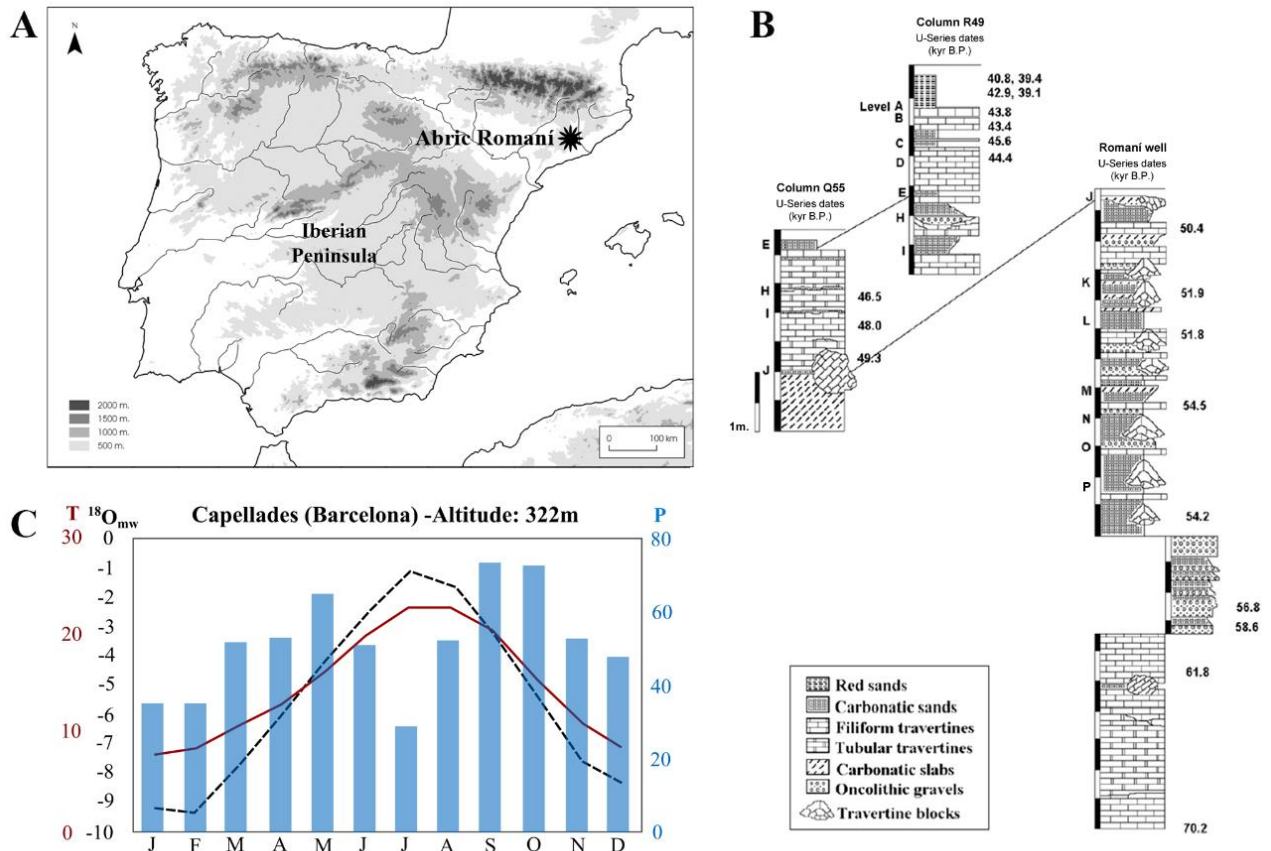 A
N
Abric Romaní
Iberian
Peninsula
2000 m.
1500 m.
1000 m.
500 m.
0 100 km
B
Column R49
U-Series dates
(kyr B.P.)
40.8, 39.4
42.9, 39.1
Level A
B
43.8
43.4
C
45.6
D
44.4
E
H
I
Column Q55
U-Series dates
(kyr B.P.)
E
H
46.5
I
48.0
49.3
J
1m.
Romaní well
U-Series dates
(kyr B.P.)
J
50.4
K
51.9
L
51.8
M
54.5
N
O
P
54.2
56.8
58.6
61.8
70.2
Red sands
Carbonatic sands
Filiform travertines
Tubular travertines
Carbonatic slabs
Oncolithic gravels
Travertine blocks
C
T 18Omw Capellades (Barcelona) -Altitude: 322m P
30 0 80
-1
-2
60
-3
20
-4
-5 40
-6
10
-7
20
-8
-9
0 -10 0
J F M A M J J A S O N D